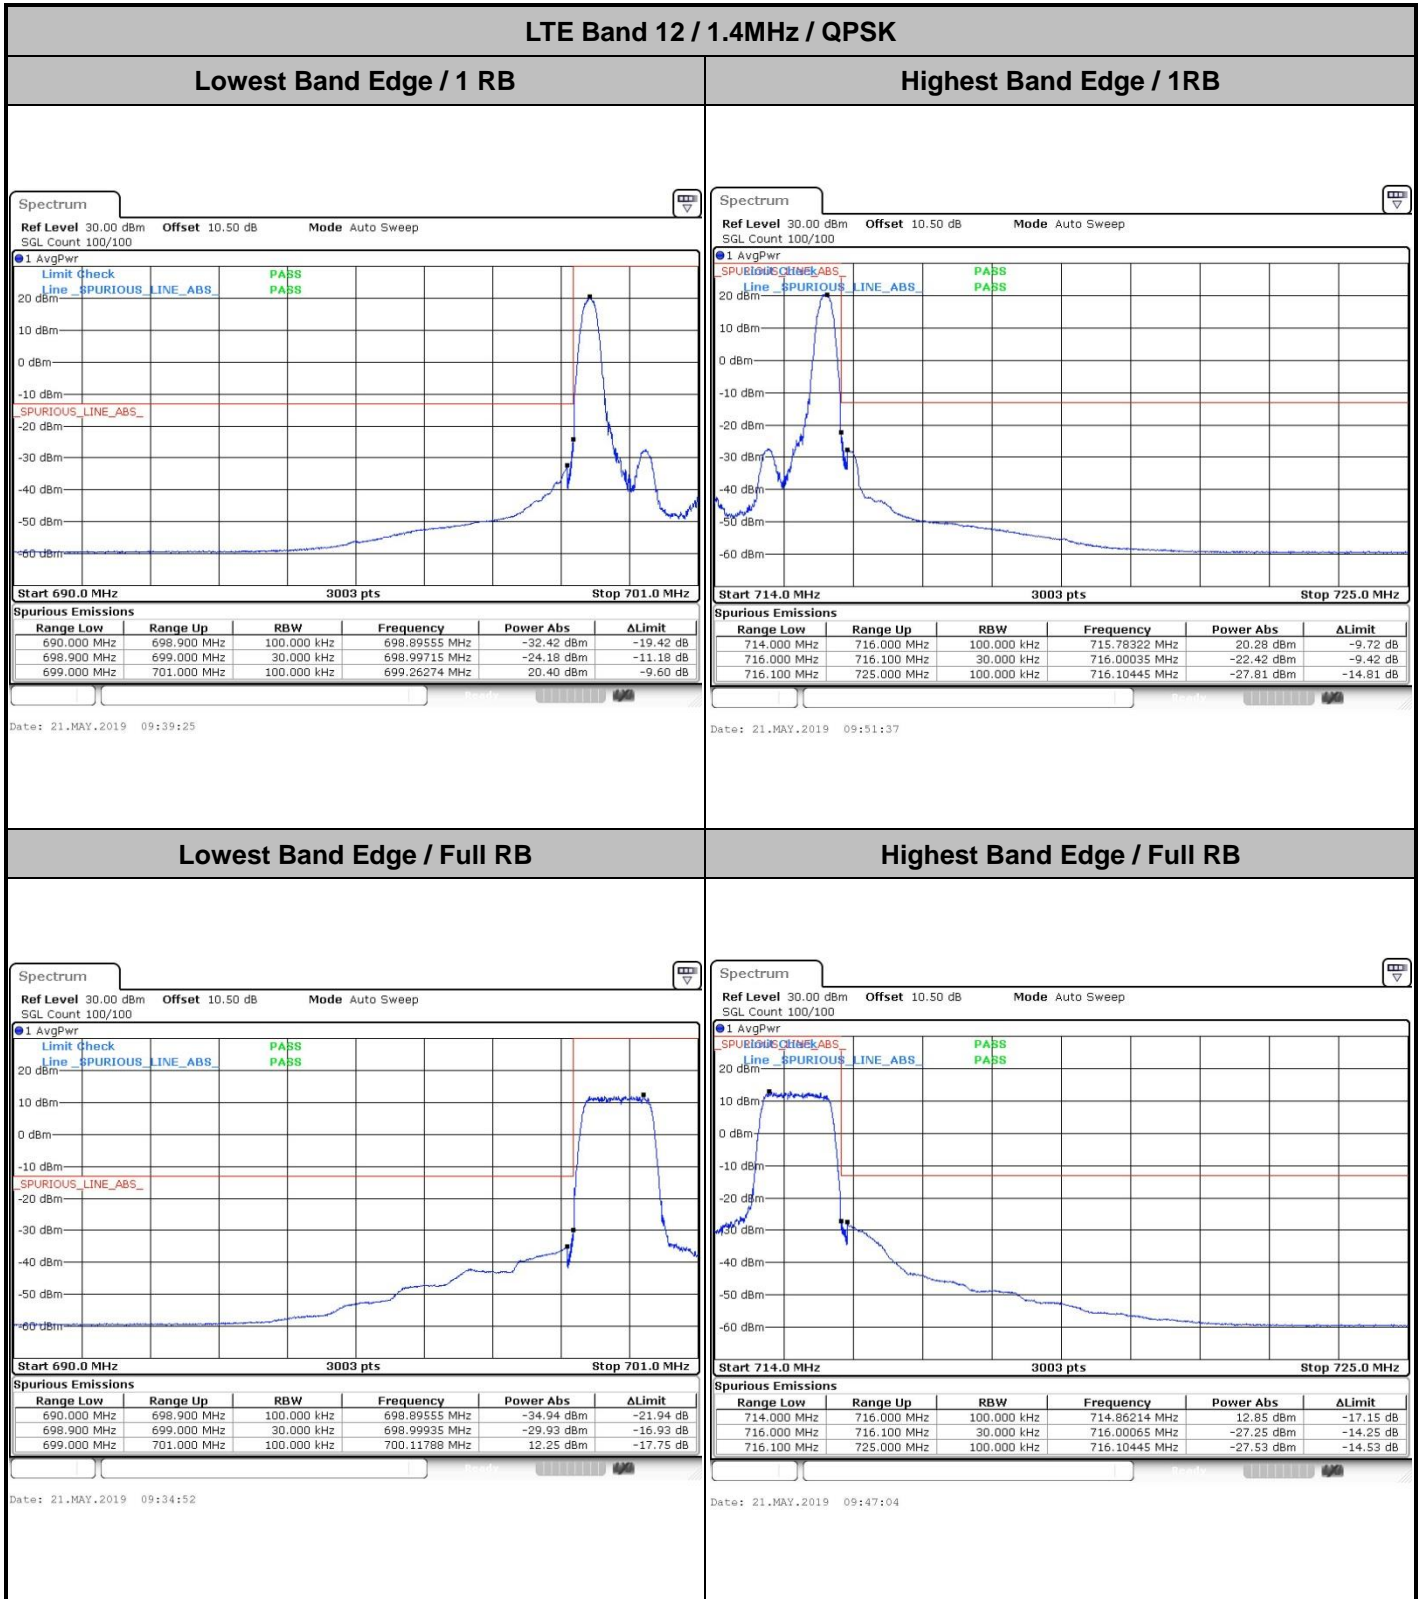 LTE Band 12 / 1.4MHz / QPSK
Lowest Band Edge / 1 RB
Highest Band Edge / 1RB
Spectrum
Ref Level 30.00 dBm Offset 10.50 dB Mode Auto Sweep
SGL Count 100/100
1 AvgPwr
Limit Check PASS
Line _SPURIOUS_LINE_ABS_ PASS
20 dBm
10 dBm
0 dBm
-10 dBm
_SPURIOUS_LINE_ABS_
-20 dBm
-30 dBm
-40 dBm
-50 dBm
-60 dBm
Start 690.0 MHz 3003 pts Stop 701.0 MHz
Spurious Emissions
Range Low Range Up RBW Frequency Power Abs ΔLimit
690.000 MHz 698.900 MHz 100.000 kHz 698.89555 MHz -32.42 dBm -19.42 dB
698.900 MHz 699.000 MHz 30.000 kHz 698.99715 MHz -24.18 dBm -11.18 dB
699.000 MHz 701.000 MHz 100.000 kHz 699.26274 MHz 20.40 dBm -9.60 dB
Ready
Date: 21.MAY.2019 09:39:25
Spectrum
Ref Level 30.00 dBm Offset 10.50 dB Mode Auto Sweep
SGL Count 100/100
1 AvgPwr
_SPURIOUS_LINE_ABS_
Limit Check PASS
Line _SPURIOUS_LINE_ABS_ PASS
20 dBm
10 dBm
0 dBm
-10 dBm
-20 dBm
-30 dBm
-40 dBm
-50 dBm
-60 dBm
Start 714.0 MHz 3003 pts Stop 725.0 MHz
Spurious Emissions
Range Low Range Up RBW Frequency Power Abs ΔLimit
714.000 MHz 716.000 MHz 100.000 kHz 715.78322 MHz 20.28 dBm -9.72 dB
716.000 MHz 716.100 MHz 30.000 kHz 716.00035 MHz -22.42 dBm -9.42 dB
716.100 MHz 725.000 MHz 100.000 kHz 716.10445 MHz -27.81 dBm -14.81 dB
Ready
Date: 21.MAY.2019 09:51:37
Lowest Band Edge / Full RB
Highest Band Edge / Full RB
Spectrum
Ref Level 30.00 dBm Offset 10.50 dB Mode Auto Sweep
SGL Count 100/100
1 AvgPwr
Limit Check PASS
Line _SPURIOUS_LINE_ABS_ PASS
20 dBm
10 dBm
0 dBm
-10 dBm
_SPURIOUS_LINE_ABS_
-20 dBm
-30 dBm
-40 dBm
-50 dBm
-60 dBm
Start 690.0 MHz 3003 pts Stop 701.0 MHz
Spurious Emissions
Range Low Range Up RBW Frequency Power Abs ΔLimit
690.000 MHz 698.900 MHz 100.000 kHz 698.89555 MHz -34.94 dBm -21.94 dB
698.900 MHz 699.000 MHz 30.000 kHz 698.99935 MHz -29.93 dBm -16.93 dB
699.000 MHz 701.000 MHz 100.000 kHz 700.11788 MHz 12.25 dBm -17.75 dB
Ready
Date: 21.MAY.2019 09:34:52
Spectrum
Ref Level 30.00 dBm Offset 10.50 dB Mode Auto Sweep
SGL Count 100/100
1 AvgPwr
_SPURIOUS_LINE_ABS_
Limit Check PASS
Line _SPURIOUS_LINE_ABS_ PASS
20 dBm
10 dBm
0 dBm
-10 dBm
-20 dBm
-30 dBm
-40 dBm
-50 dBm
-60 dBm
Start 714.0 MHz 3003 pts Stop 725.0 MHz
Spurious Emissions
Range Low Range Up RBW Frequency Power Abs ΔLimit
714.000 MHz 716.000 MHz 100.000 kHz 714.86214 MHz 12.85 dBm -17.15 dB
716.000 MHz 716.100 MHz 30.000 kHz 716.00065 MHz -27.25 dBm -14.25 dB
716.100 MHz 725.000 MHz 100.000 kHz 716.10445 MHz -27.53 dBm -14.53 dB
Ready
Date: 21.MAY.2019 09:47:04